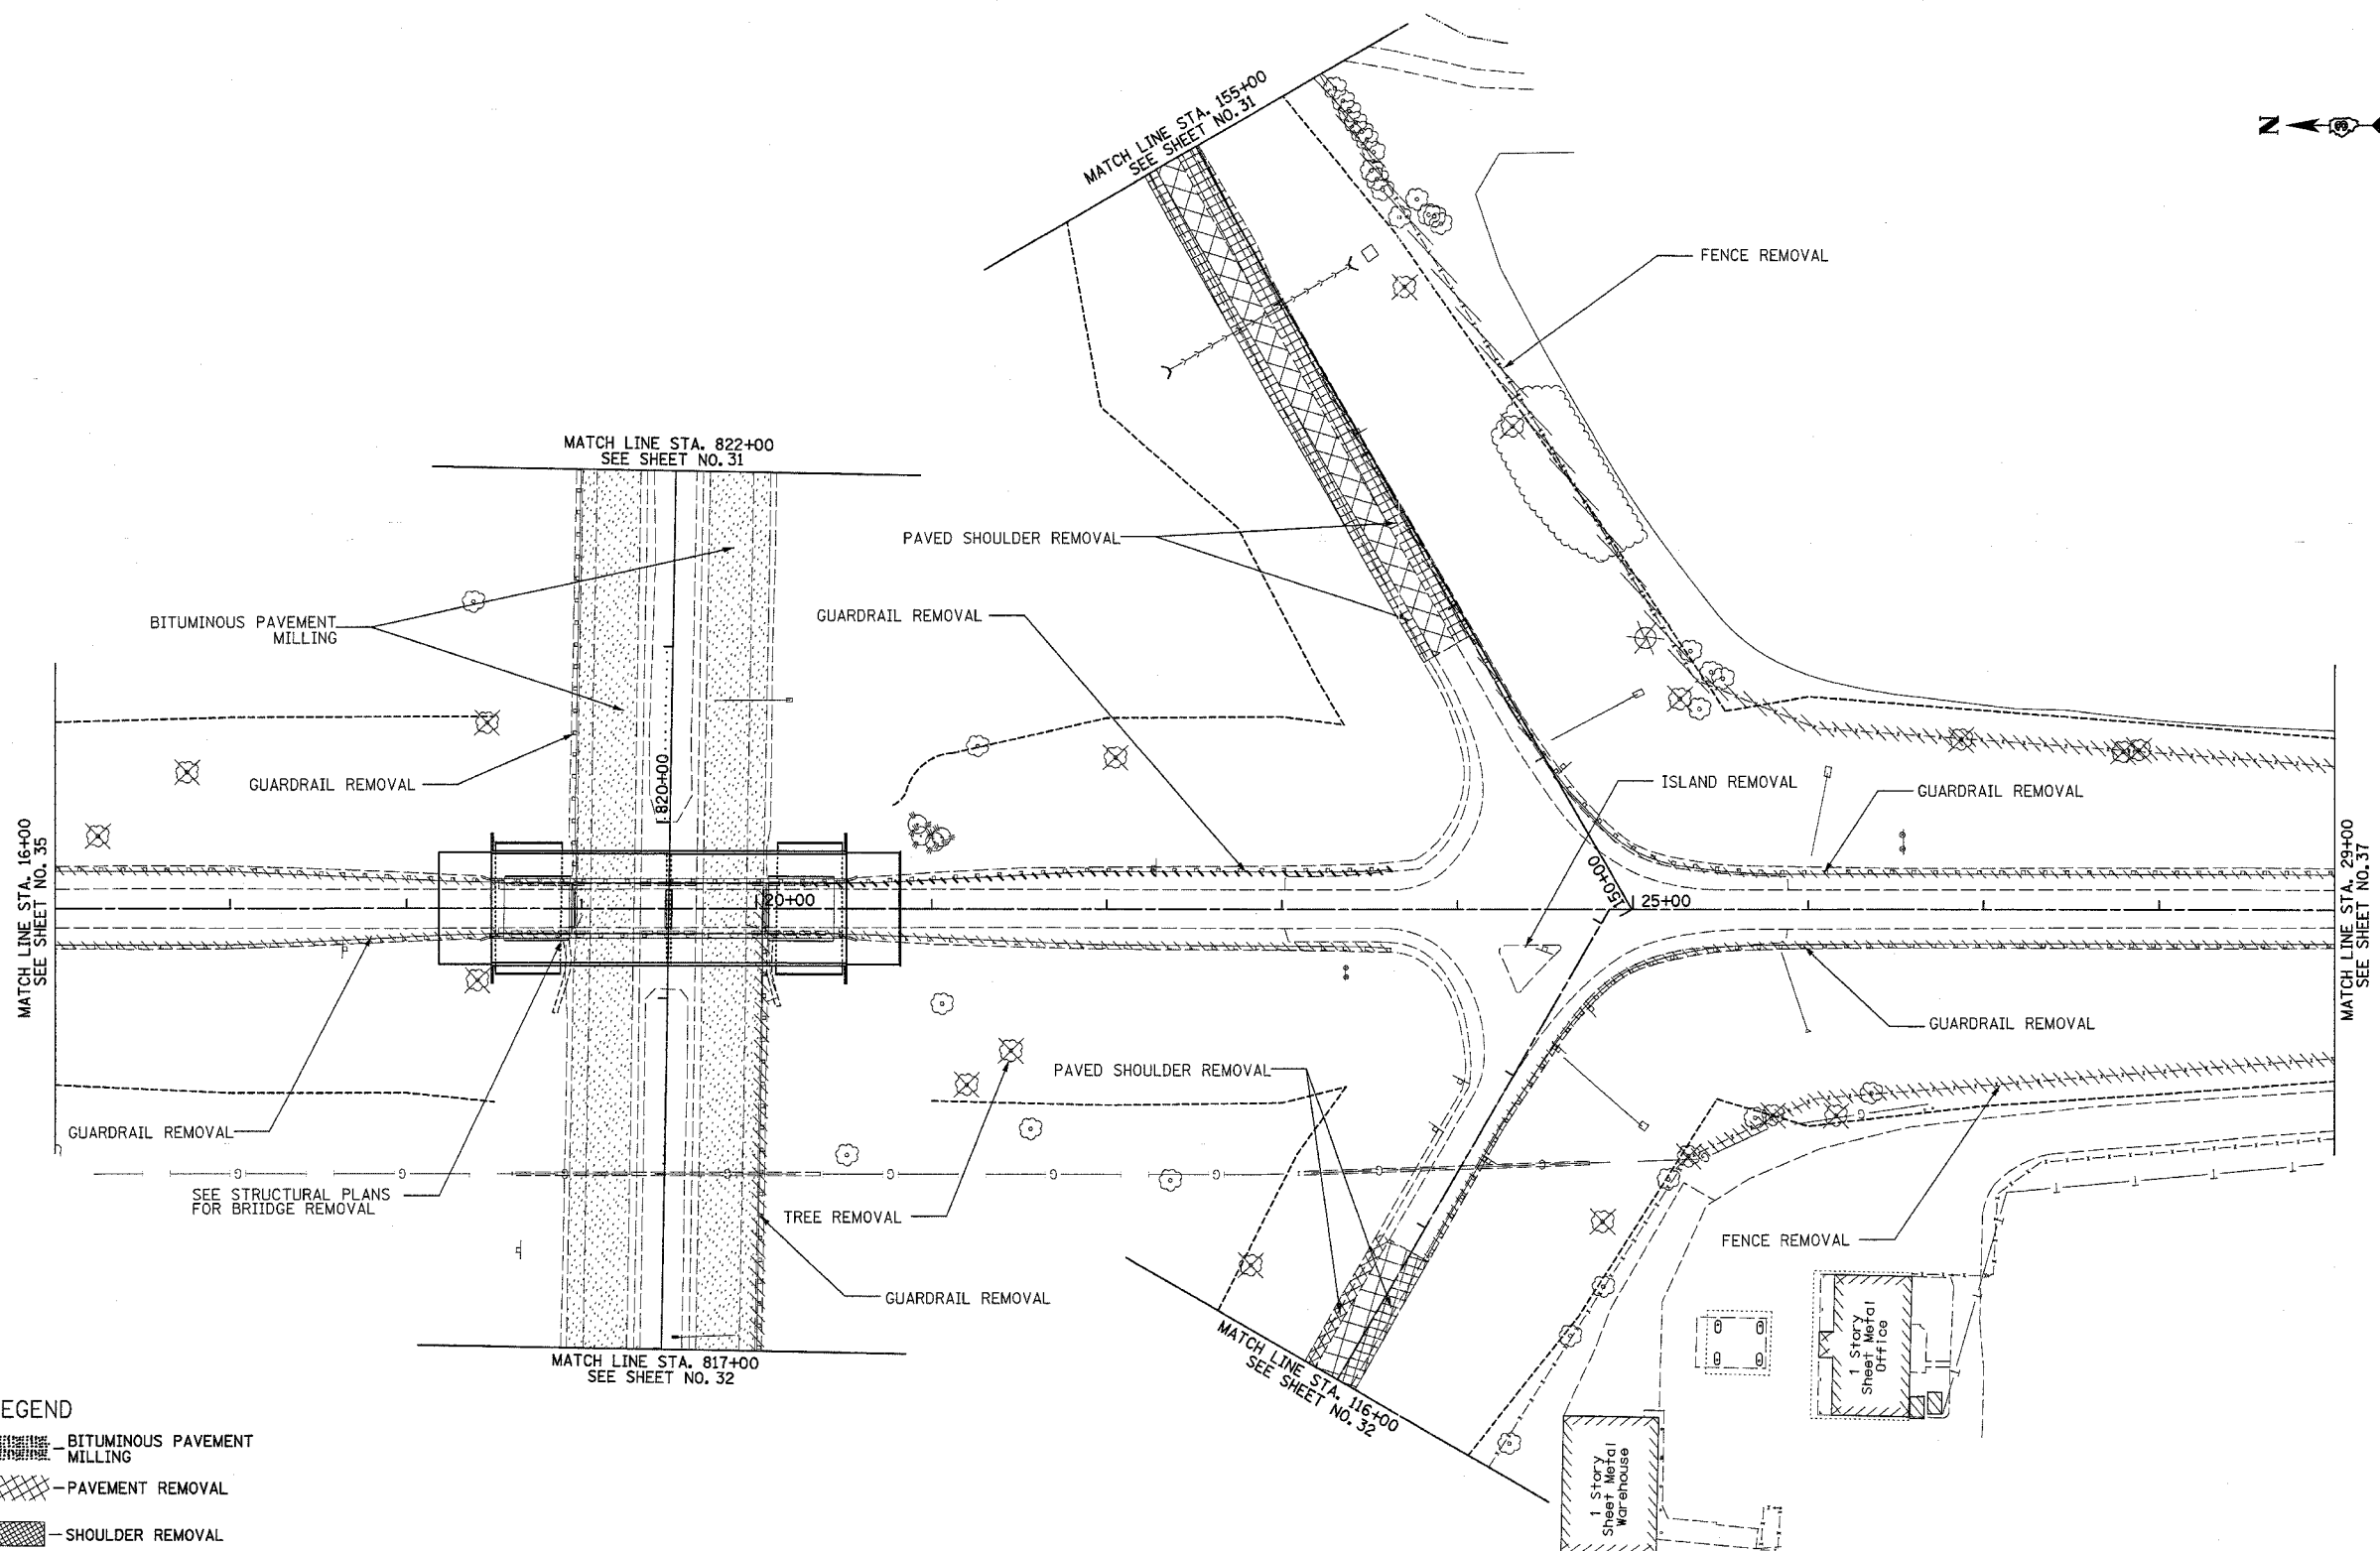 MATCH LINE STA. 155+00
SEE SHEET NO. 31
N
FENCE REMOVAL
MATCH LINE STA. 822+00
SEE SHEET NO. 31
PAVED SHOULDER REMOVAL
GUARDRAIL REMOVAL
BITUMINOUS PAVEMENT
MILLING
GUARDRAIL REMOVAL
820+00
ISLAND REMOVAL
GUARDRAIL REMOVAL
MATCH LINE STA. 16+00
SEE SHEET NO. 35
20+00
150+00
25+00
MATCH LINE STA. 29+00
SEE SHEET NO. 37
GUARDRAIL REMOVAL
PAVED SHOULDER REMOVAL
GUARDRAIL REMOVAL
G G G G G G G G
SEE STRUCTURAL PLANS
FOR BRIIDGE REMOVAL
TREE REMOVAL
FENCE REMOVAL
GUARDRAIL REMOVAL
MATCH LINE STA. 817+00
SEE SHEET NO. 32
MATCH LINE STA. 116+00
SEE SHEET NO. 32
1 Story
Sheet Metal
Office
1 Story
Sheet Metal
Warehouse
EGEND
BITUMINOUS PAVEMENT
MILLING
PAVEMENT REMOVAL
SHOULDER REMOVAL